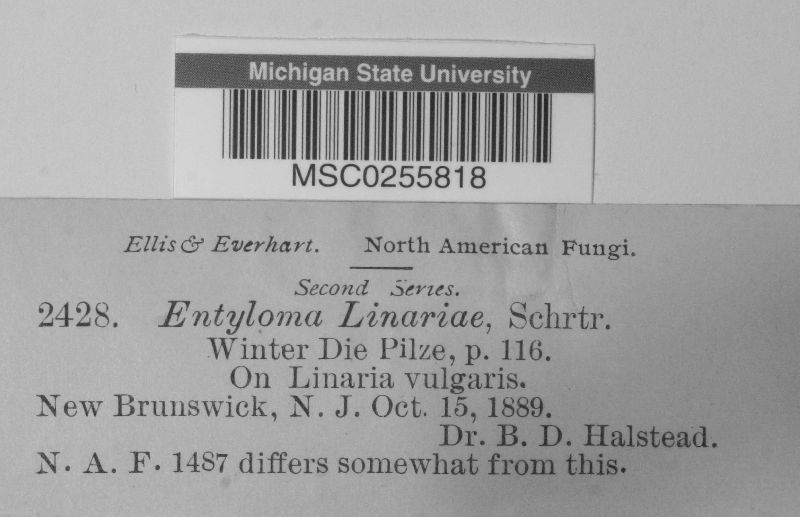 Michigan State University
MSC0255818
Ellis & Everhart. North American Fungi.
Second Series.
2428. Entyloma Linariae, Schrtr.
Winter Die Pilze, p. 116.
On Linaria vulgaris.
New Brunswick, N. J. Oct. 15, 1889.
Dr. B. D. Halstead.
N. A. F. 1487 differs somewhat from this.